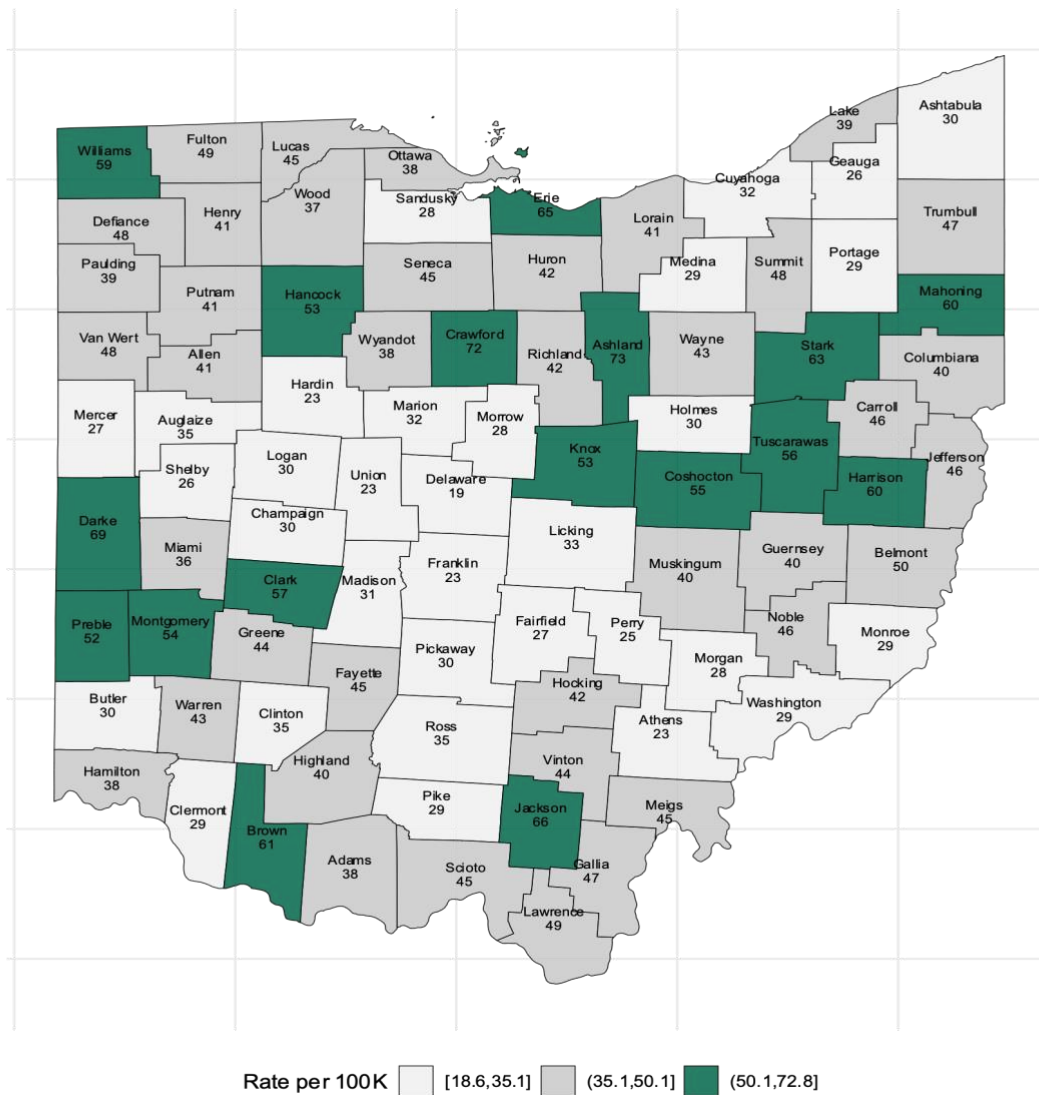 Lake
39
Ashtabula
30
Williams
59
Fulton
49
Lucas
45
Ottawa
38
Geauga
26
Cuyahoga
32
Wood
37
Sandusky
28
Erie
65
Defiance
48
Henry
41
Lorain
41
Trumbull
47
Paulding
39
Seneca
45
Huron
42
Medina
29
Summit
48
Portage
29
Putnam
41
Hancock
53
Mahoning
60
Van Wert
48
Allen
41
Wyandot
38
Crawford
72
Richland
42
Ashland
73
Wayne
43
Stark
63
Columbiana
40
Mercer
27
Auglaize
35
Hardin
23
Marion
32
Morrow
28
Holmes
30
Carroll
46
Shelby
26
Logan
30
Union
23
Delaware
19
Knox
53
Coshocton
55
Tuscarawas
56
Harrison
60
Jefferson
46
Darke
69
Champaign
30
Licking
33
Miami
36
Clark
57
Madison
31
Franklin
23
Muskingum
40
Guernsey
40
Belmont
50
Preble
52
Montgomery
54
Greene
44
Fairfield
27
Perry
25
Noble
46
Monroe
29
Pickaway
30
Morgan
28
Fayette
45
Hocking
42
Butler
30
Warren
43
Clinton
35
Ross
35
Athens
23
Washington
29
Hamilton
38
Highland
40
Vinton
44
Clermont
29
Pike
29
Jackson
66
Meigs
45
Brown
61
Adams
38
Scioto
45
Gallia
47
Lawrence
49
Rate per 100K [18.6,35.1] (35.1,50.1] (50.1,72.8]